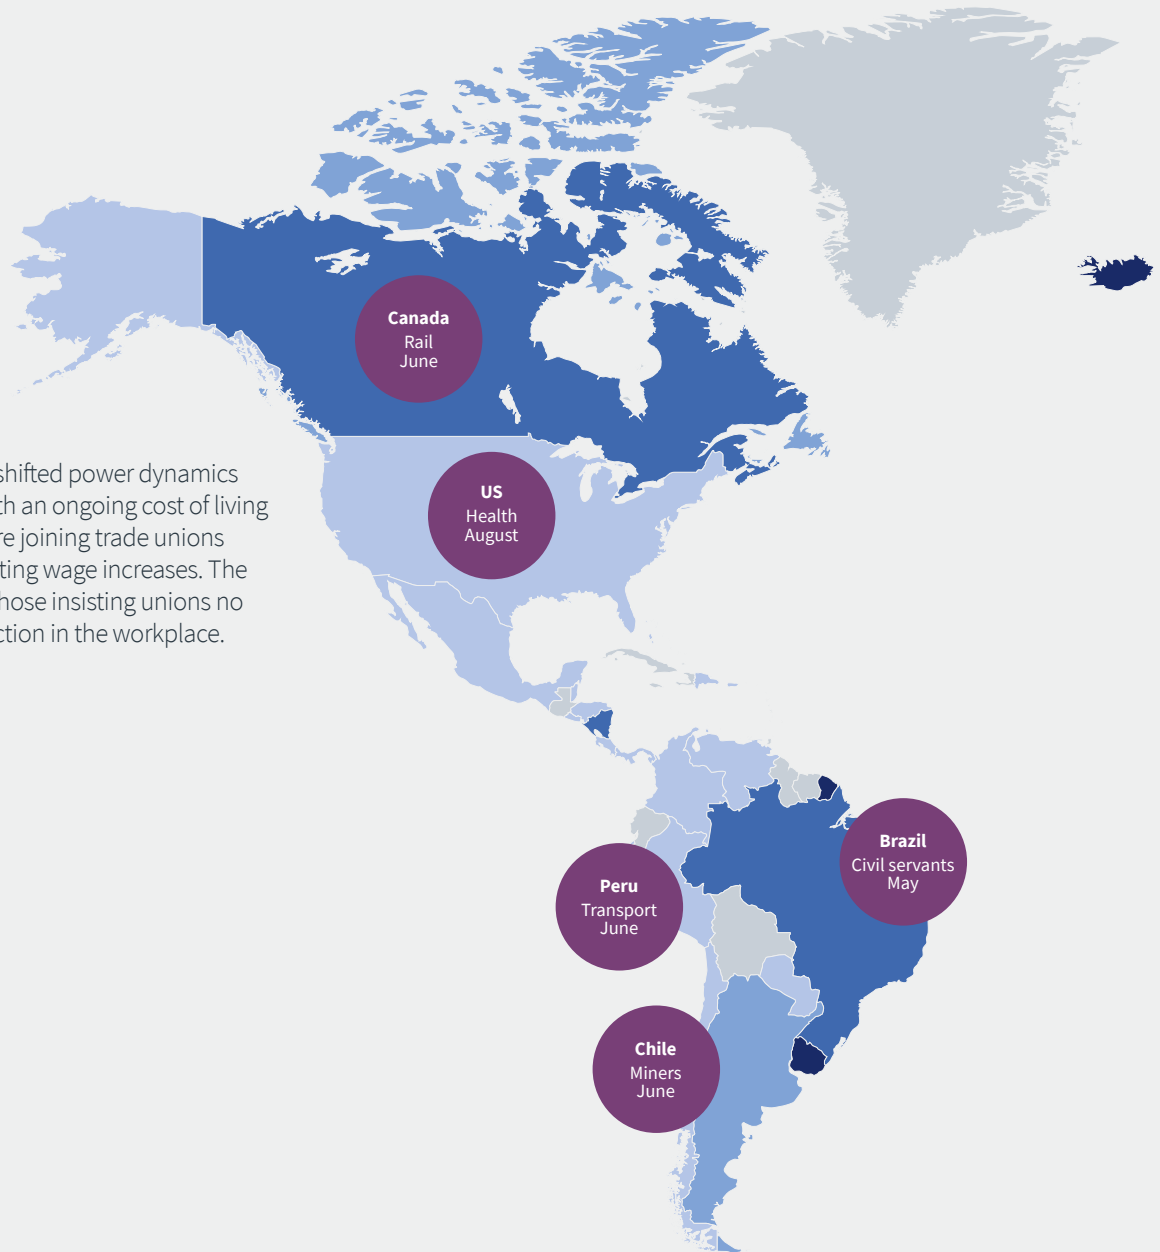 Canada
Rail
June
US
Health
August
shifted power dynamics
th an ongoing cost of living
re joining trade unions
ting wage increases. The
hose insisting unions no
ction in the workplace.
Brazil
Civil servants
May
Peru
Transport
June
Chile
Miners
June